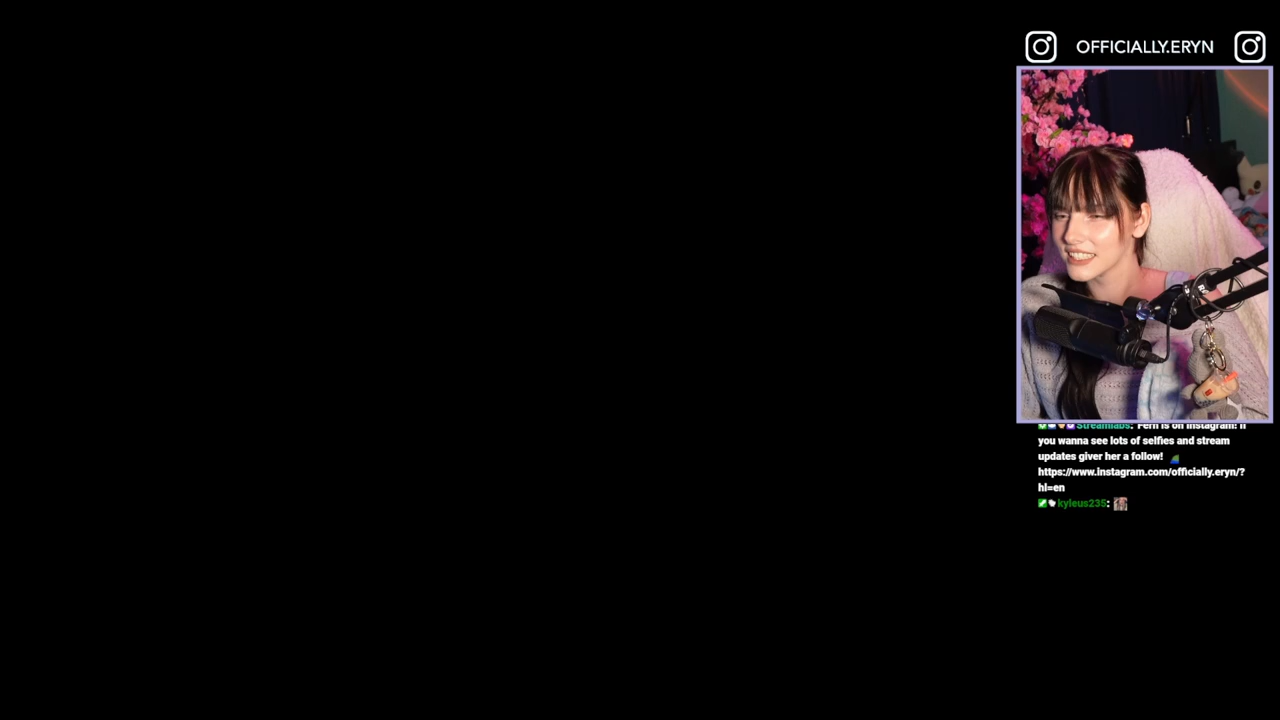 OFFICIALLY.ERYN
Streamlabs: Fern is on Instagram! If
you wanna see lots of selfies and stream
updates giver her a follow!
https://www.instagram.com/officially.eryn/?
hl=en
kyleus235: